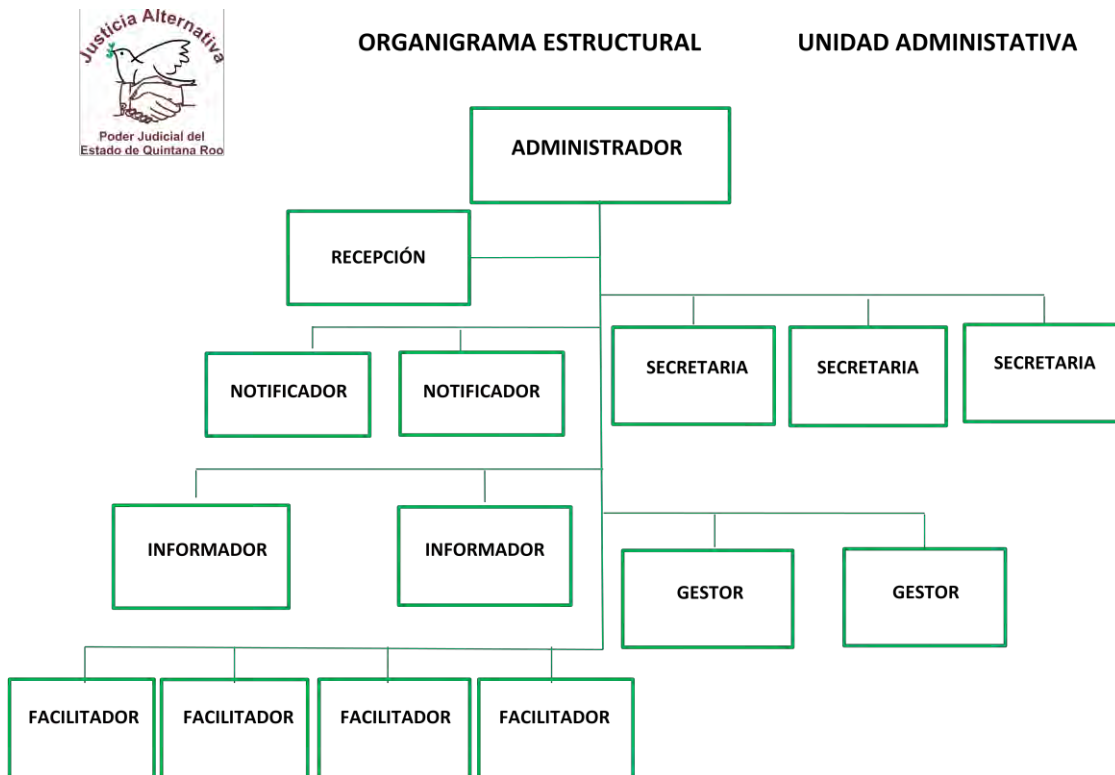 Justicia Alternativa
Poder Judicial del
Estado de Quintana Roo
ORGANIGRAMA ESTRUCTURAL UNIDAD ADMINISTATIVA
ADMINISTRADOR
RECEPCIÓN
SECRETARIA SECRETARIA SECRETARIA
NOTIFICADOR NOTIFICADOR
INFORMADOR INFORMADOR
GESTOR GESTOR
FACILITADOR FACILITADOR FACILITADOR FACILITADOR